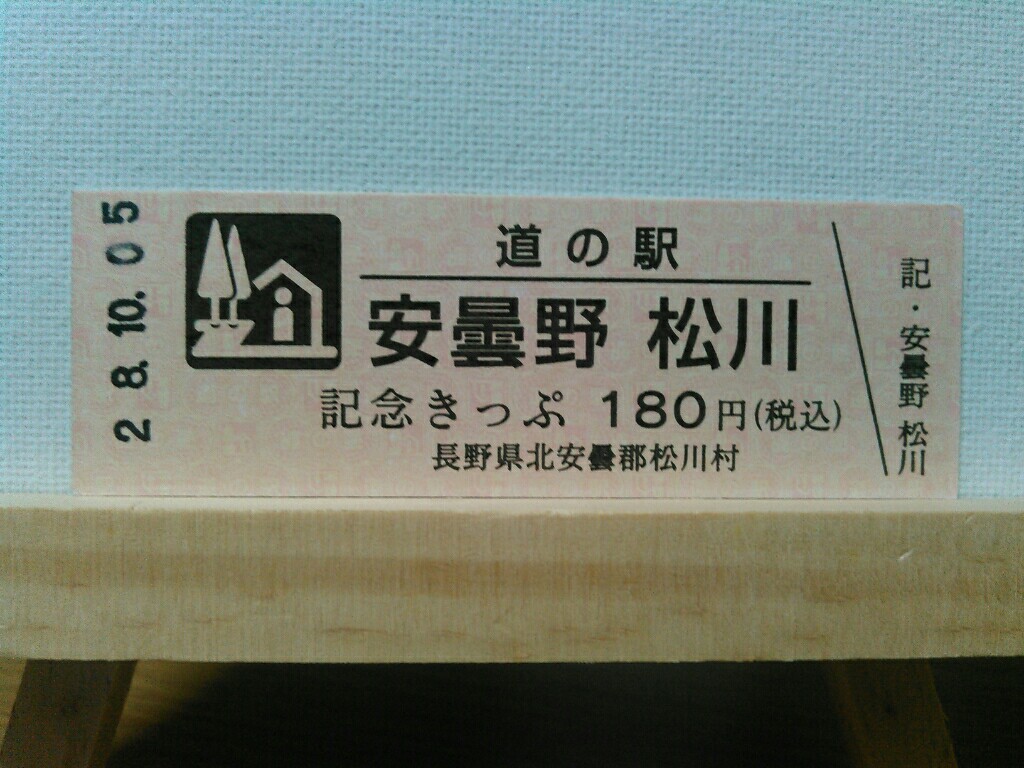 28.10.05
道の駅
安曇野 松川
記念きっぷ 180円(税込)
長野県北安曇郡松川村
記・安曇野 松川